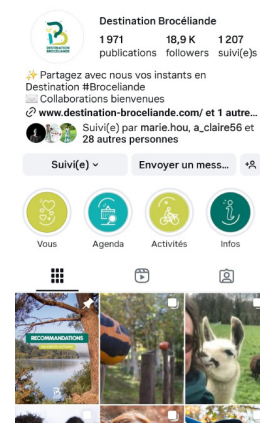 Destination Brocéliande
1 971 18,9 K 1 207
publications followers suivi(e)s
DESTINATION
BROCÉLIANDE
✨ Partagez avec nous vos instants en
Destination #Broceliande
✉️ Collaborations bienvenues
www.destination-broceliande.com/ et 1 autre...
Suivi(e) par marie.hou, a_claire56 et
28 autres personnes
Suivi(e) Envoyer un mess...
Vous Agenda Activités Infos
RECOMMANDATIONS